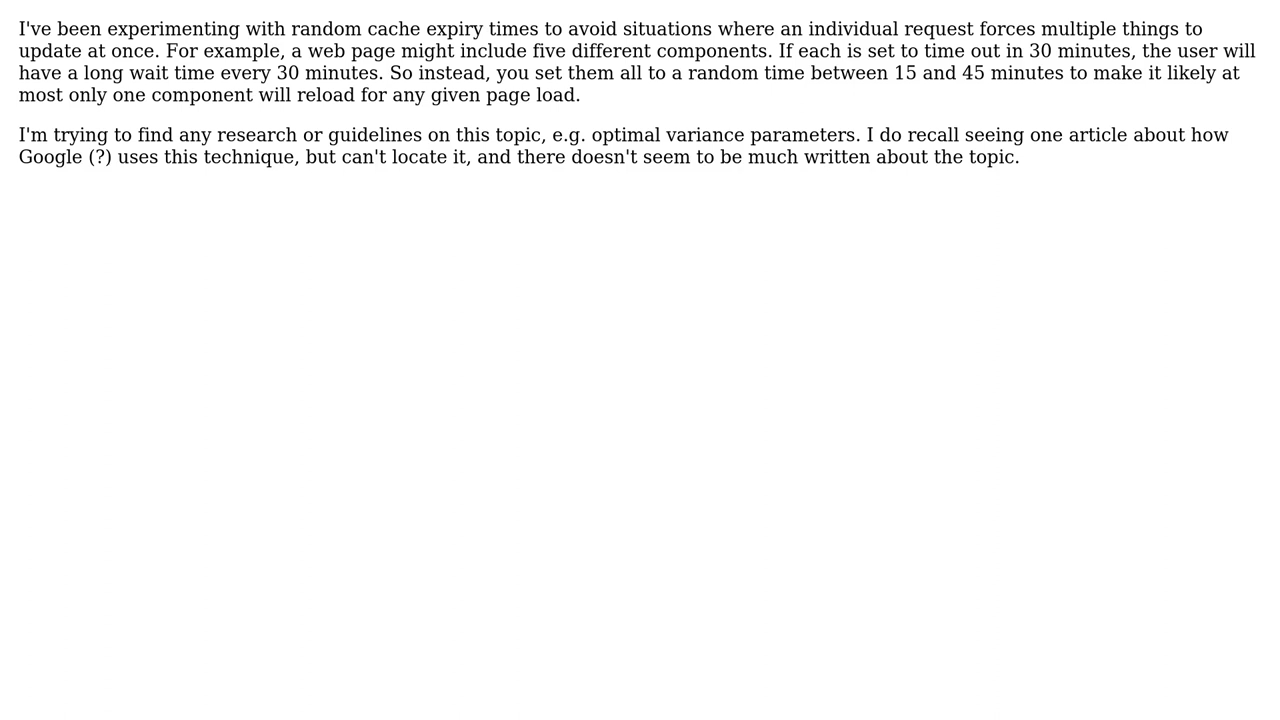 I've been experimenting with random cache expiry times to avoid situations where an individual request forces multiple things to
update at once. For example, a web page might include five different components. If each is set to time out in 30 minutes, the user will
have a long wait time every 30 minutes. So instead, you set them all to a random time between 15 and 45 minutes to make it likely at
most only one component will reload for any given page load.
I'm trying to find any research or guidelines on this topic, e.g. optimal variance parameters. I do recall seeing one article about how
Google (?) uses this technique, but can't locate it, and there doesn't seem to be much written about the topic.